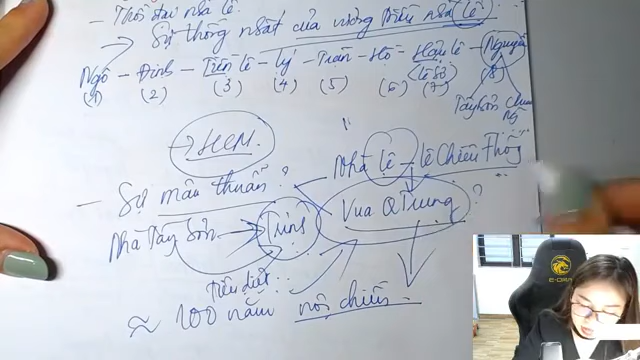 - Thời đại nhà Lê.
Sự thống nhất của vương triều nhà Lê
Ngô - Đinh - Tiền Lê - Lý - Trần - Hồ - Hậu Lê - Nguyễn
(1) (2) (3) (4) (5) (6) (7) (8)
Lê Sơ
Tây Sơn
→ HCM.
Nhà Lê - Lê Chiêu Thống
- Sự mâu thuẫn?
Vua Q Trung ?
Nhà Tây Sơn → Trịnh
Tiêu diệt
≈ 100 năm nội chiến